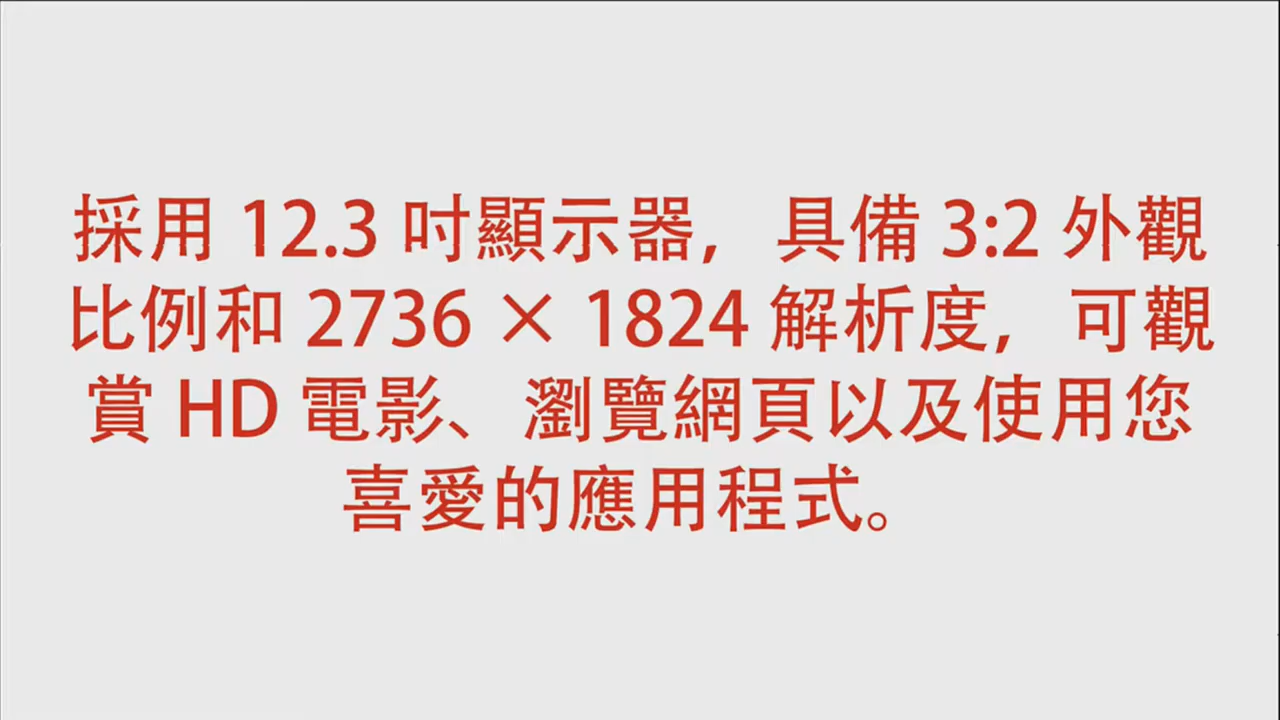 採用 12.3 吋顯示器，具備 3:2 外觀
比例和 2736 × 1824 解析度，可觀
賞 HD 電影、瀏覽網頁以及使用您
喜愛的應用程式。